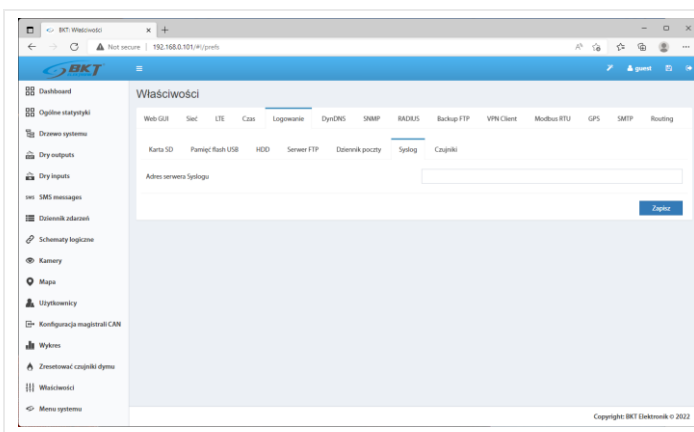 BKT: Właściwości
Not secure | 192.168.0.101/#!/prefs
BKT
guest
Dashboard
Ogólne statystyki
Drzewo systemu
Dry outputs
Dry inputs
SMS SMS messages
Dziennik zdarzeń
Schematy logiczne
Kamery
Mapa
Użytkownicy
Konfiguracja magistrali CAN
Wykres
Zresetować czujniki dymu
Właściwości
Menu systemu
Właściwości
Web GUI Sieć LTE Czas Logowanie DynDNS SNMP RADIUS Backup FTP VPN Client Modbus RTU GPS SMTP Routing
Karta SD Pamięć flash USB HDD Serwer FTP Dziennik poczty Syslog Czujniki
Adres serwera Syslogu
Zapisz
Copyright: BKT Elektronik © 2022